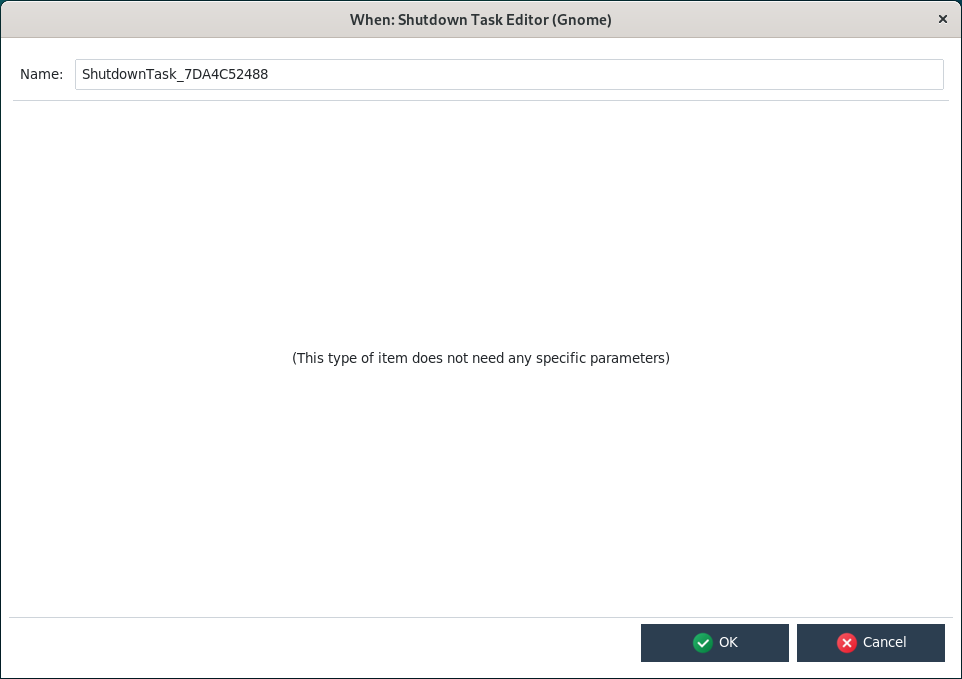 When: Shutdown Task Editor (Gnome)
Name: ShutdownTask_7DA4C52488
(This type of item does not need any specific parameters)
OK Cancel